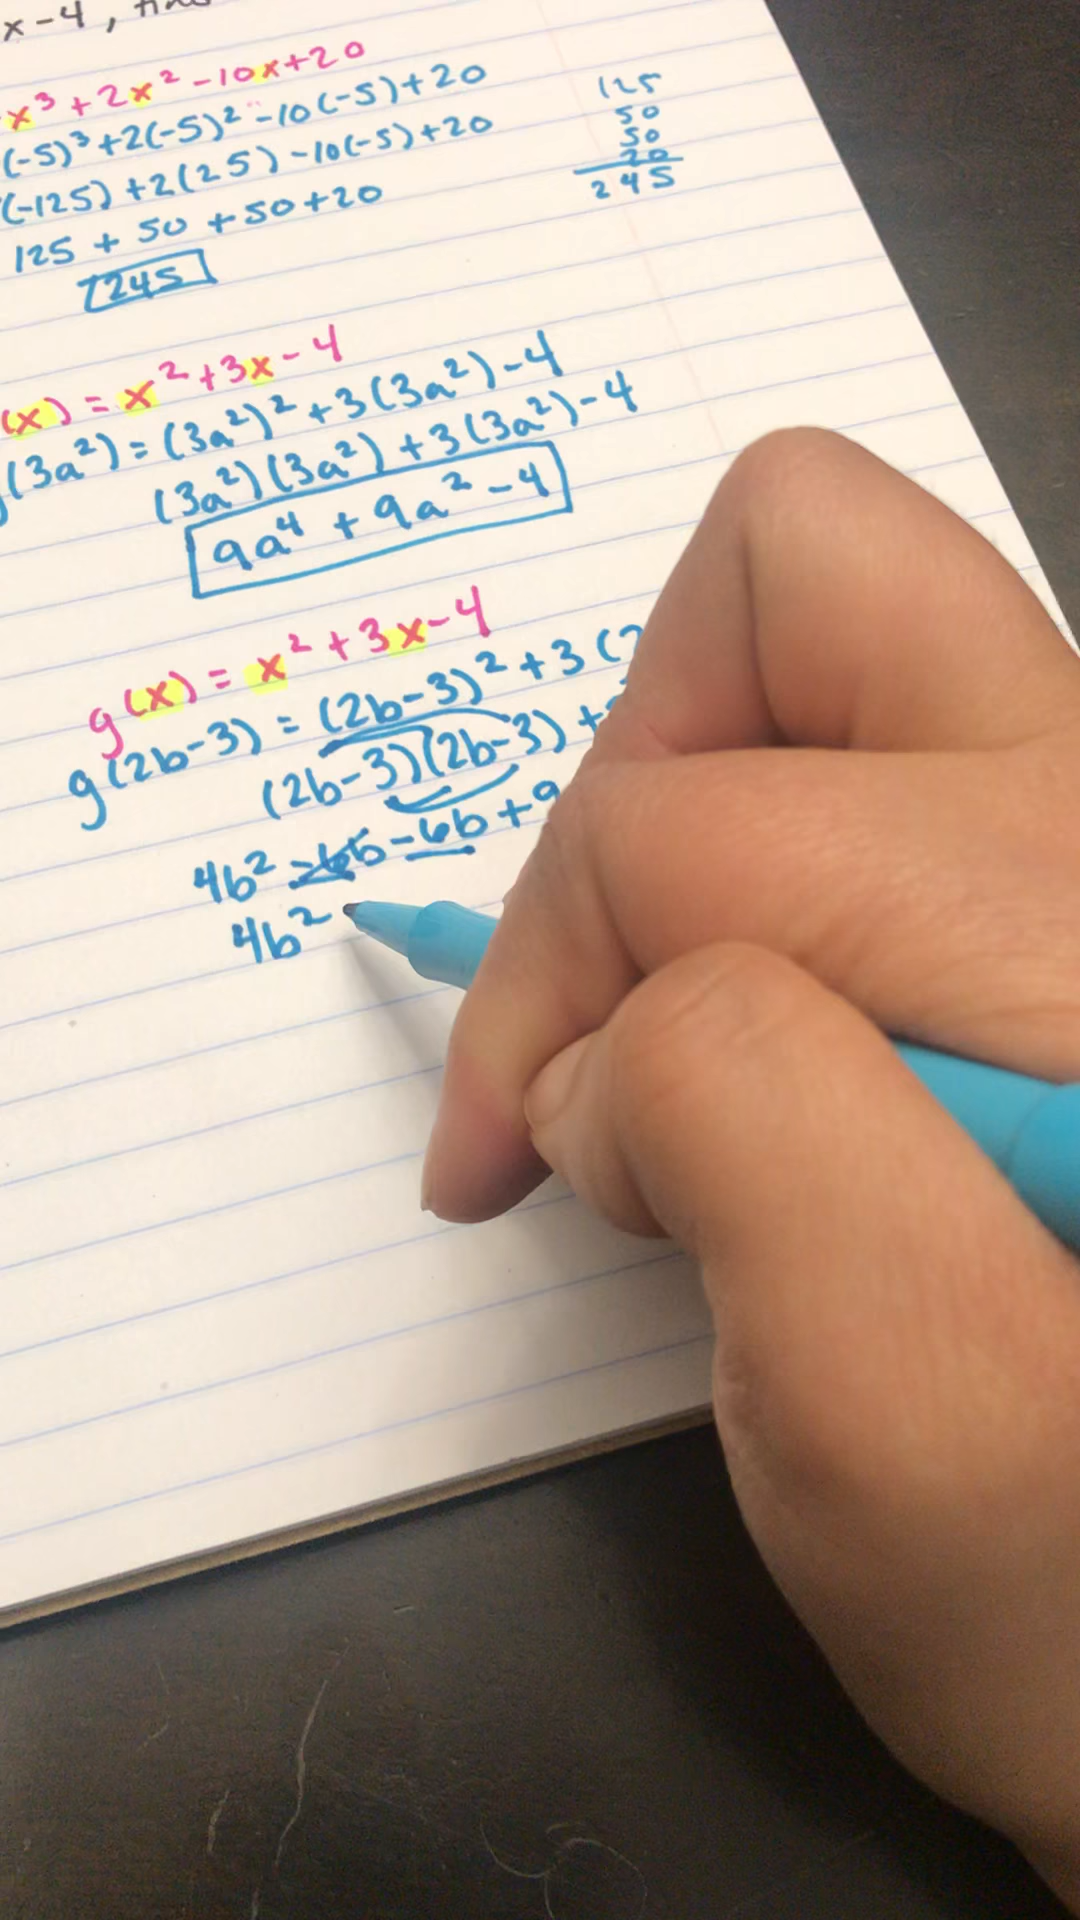 x-4,
x³ + 2x² - 10x + 20
(-5)³ + 2(-5)² - 10(-5) + 20
(-125) + 2(25) - 10(-5) + 20
125 + 50 + 50 + 20
245
125
50
50
20
245
(x) = x² + 3x - 4
(3a²) = (3a²)² + 3(3a²) - 4
(3a²)(3a²) + 3(3a²) - 4
9a⁴ + 9a² - 4
g(x) = x² + 3x - 4
g(2b-3) = (2b-3)² + 3(2
(2b-3)(2b-3) +
4b² - 6b - 6b + 9
4b²